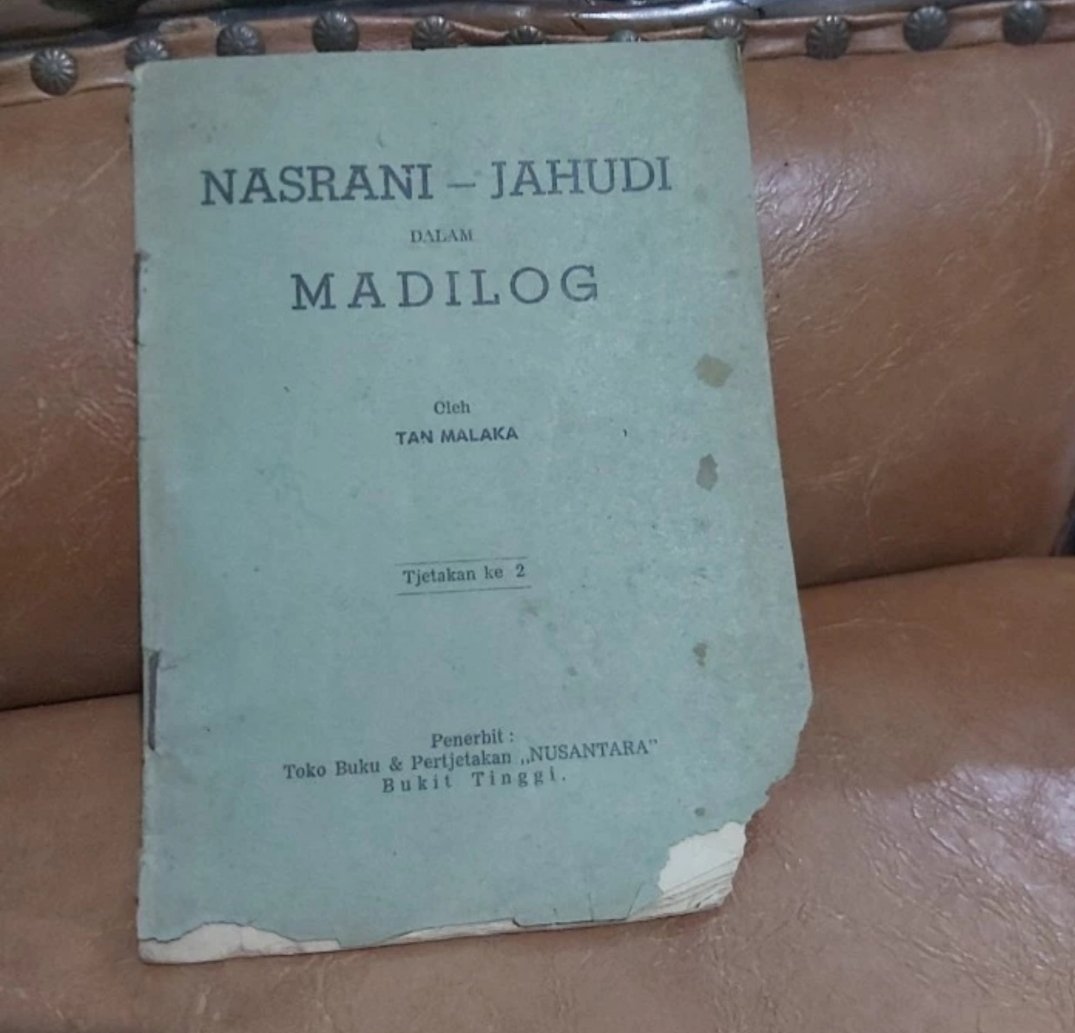 NASRANI – JAHUDI
DALAM
MADILOG
Oleh
TAN MALAKA
Tjetakan ke 2
Penerbit :
Toko Buku & Pertjetakan ,,NUSANTARA"
Bukit Tinggi.